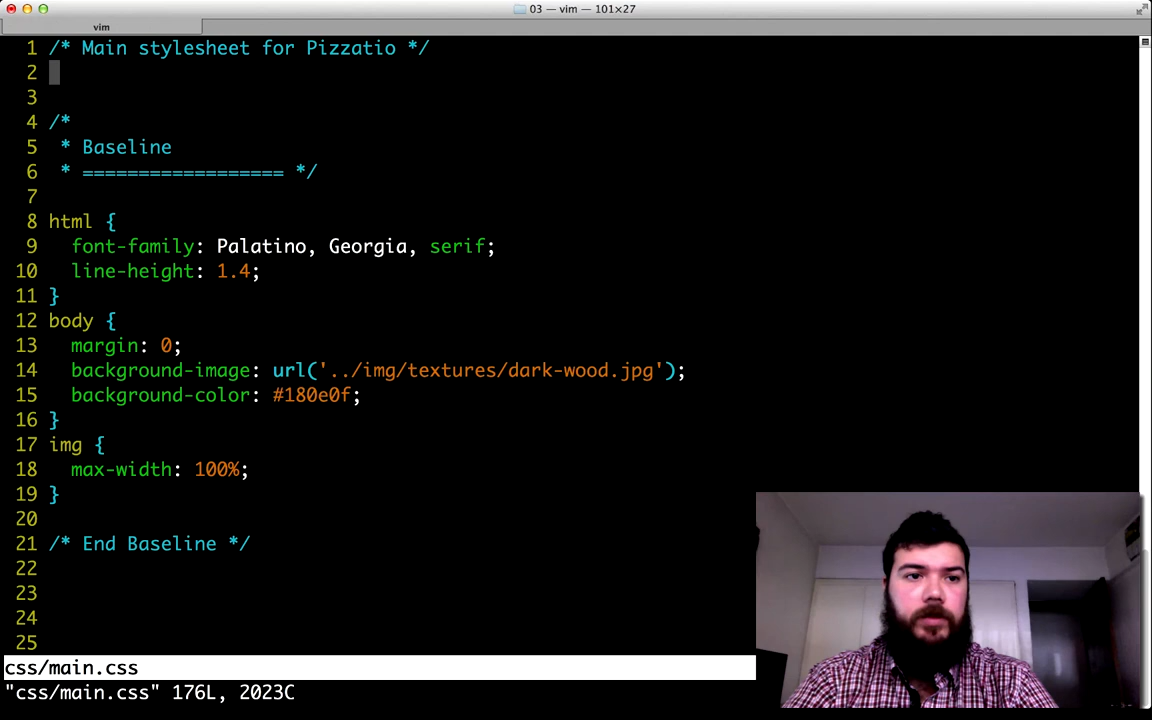 03 — vim — 101×27
vim
1 /* Main stylesheet for Pizzatio */
2
3
4 /*
5  * Baseline
6  * ================== */
7
8 html {
9   font-family: Palatino, Georgia, serif;
10   line-height: 1.4;
11 }
12 body {
13   margin: 0;
14   background-image: url('../img/textures/dark-wood.jpg');
15   background-color: #180e0f;
16 }
17 img {
18   max-width: 100%;
19 }
20
21 /* End Baseline */
22
23
24
25
css/main.css
"css/main.css" 176L, 2023C